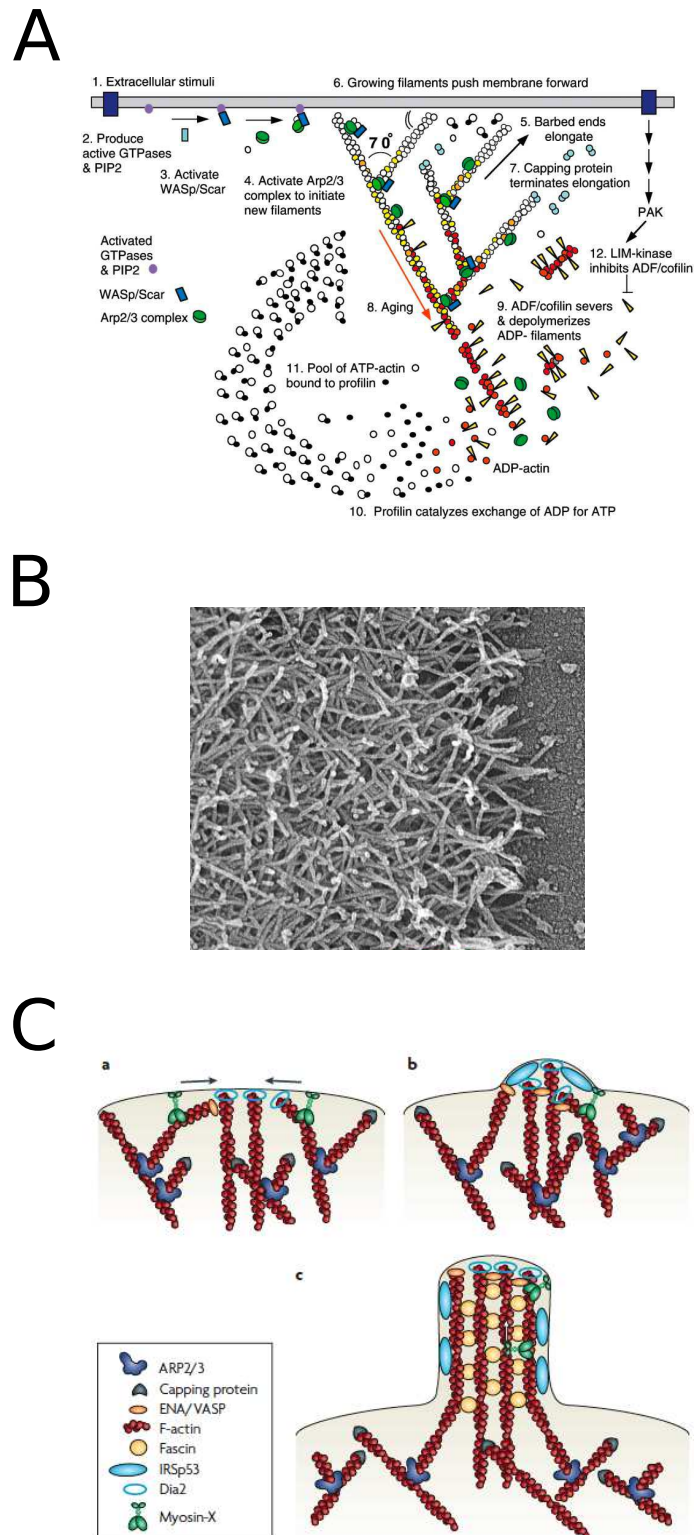 A
1. Extracellular stimuli
6. Growing filaments push membrane forward
2. Produce
active GTPases
& PIP2
3. Activate
WASp/Scar
4. Activate Arp2/3
complex to initiate
new filaments
70°
5. Barbed ends
elongate
7. Capping protein
terminates elongation
PAK
12. LIM-kinase
inhibits ADF/cofilin
Activated
GTPases
& PIP2
WASp/Scar
Arp2/3 complex
8. Aging
9. ADF/cofilin severs
& depolymerizes
ADP- filaments
11. Pool of ATP-actin
bound to profilin
ADP-actin
10. Profilin catalyzes exchange of ADP for ATP
B
C
a
b
c
ARP2/3
Capping protein
ENA/VASP
F-actin
Fascin
IRSp53
Dia2
Myosin-X